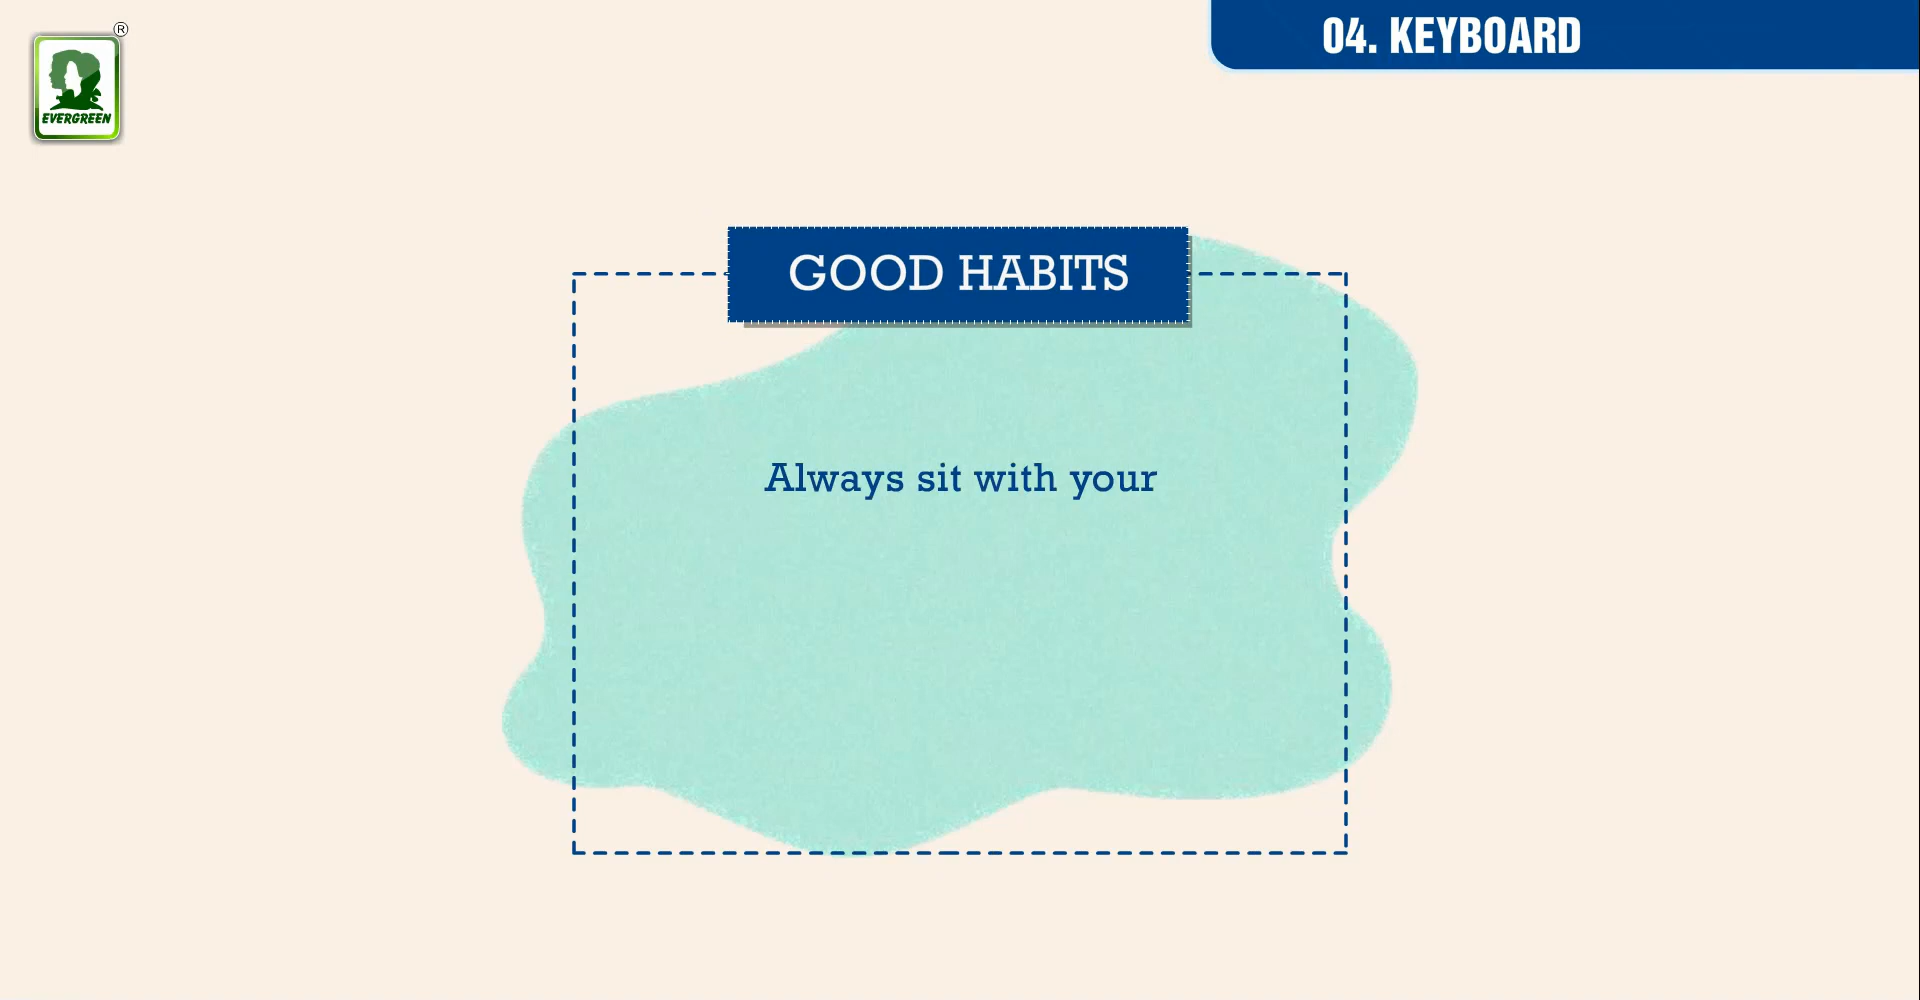 ®
EVERGREEN
04. KEYBOARD
GOOD HABITS
Always sit with your